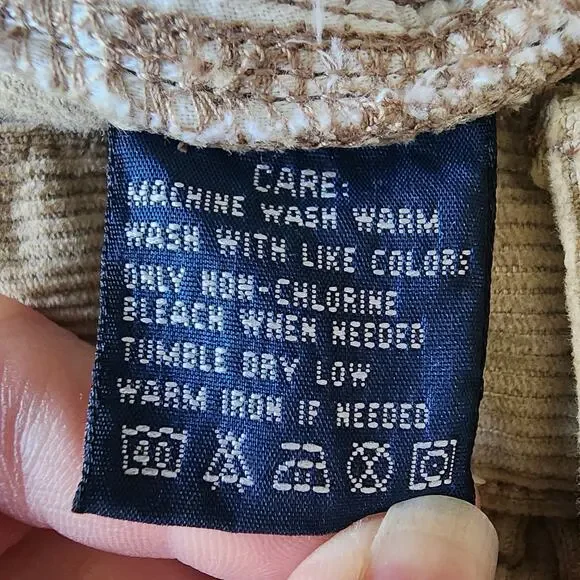 CARE:
MACHINE WASH WARM
WASH WITH LIKE COLORS
ONLY NON-CHLORINE
BLEACH WHEN NEEDED
TUMBLE DRY LOW
WARM IRON IF NEEDED
40